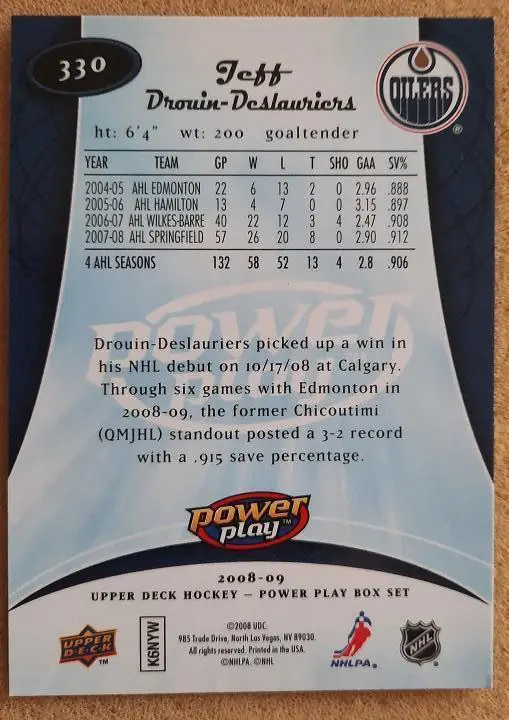 330
Jeff
Drouin-Deslauriers
OILERS
®
ht: 6'4" wt: 200 goaltender
YEAR TEAM GP W L T SHO GAA SV%
2004-05 AHL EDMONTON 22 6 13 2 0 2.96 .888
2005-06 AHL HAMILTON 13 4 7 0 0 3.15 .897
2006-07 AHL WILKES-BARRE 40 22 12 3 4 2.47 .908
2007-08 AHL SPRINGFIELD 57 26 20 8 0 2.90 .912
4 AHL SEASONS 132 58 52 13 4 2.8 .906
power
play
Drouin-Deslauriers picked up a win in
his NHL debut on 10/17/08 at Calgary.
Through six games with Edmonton in
2008-09, the former Chicoutimi
(QMJHL) standout posted a 3-2 record
with a .915 save percentage.
power
play™
2008-09
UPPER DECK HOCKEY – POWER PLAY BOX SET
UPPER
DECK
™
K6NYW
©2008 UDC.
985 Trade Drive, North Las Vegas, NV 89030.
All rights reserved. Printed in the USA.
©NHLPA. ©NHL
NHLPA®
NHL